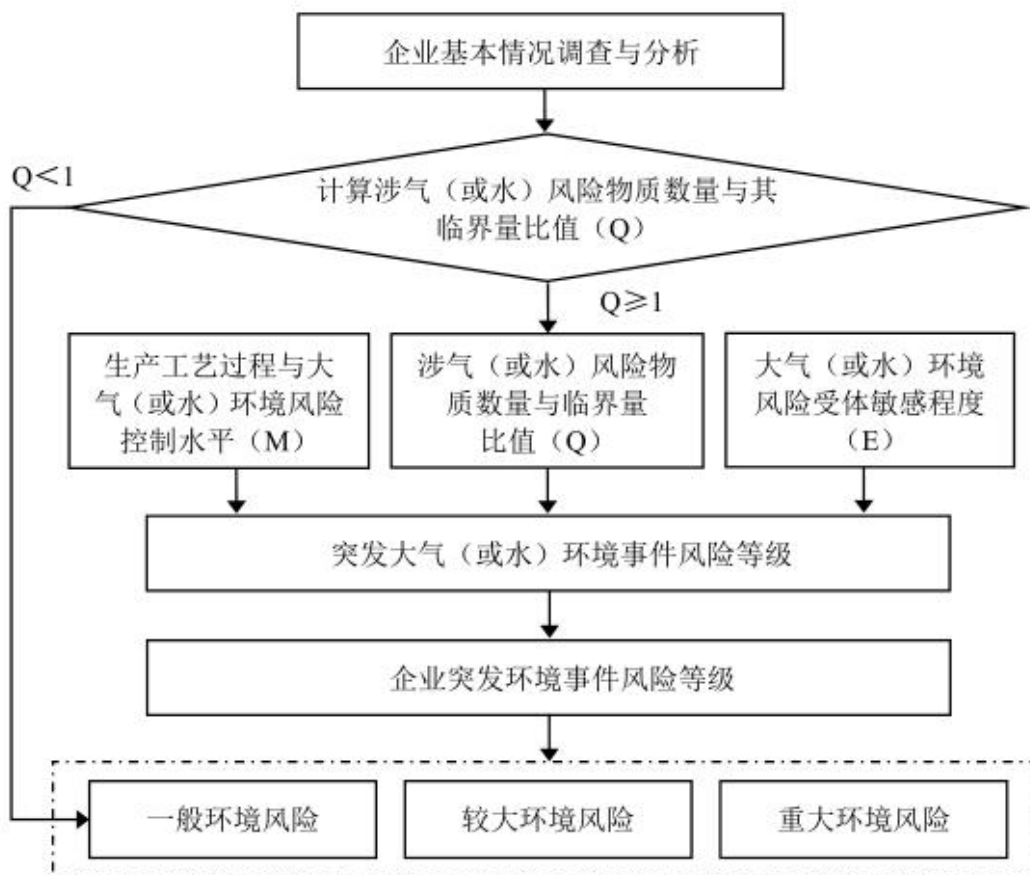 企业基本情况调查与分析
Q＜1
计算涉气（或水）风险物质数量与其
临界量比值（Q）
Q≥1
生产工艺过程与大
气（或水）环境风险
控制水平（M）
涉气（或水）风险物
质数量与临界量
比值（Q）
大气（或水）环境
风险受体敏感程度
（E）
突发大气（或水）环境事件风险等级
企业突发环境事件风险等级
一般环境风险
较大环境风险
重大环境风险